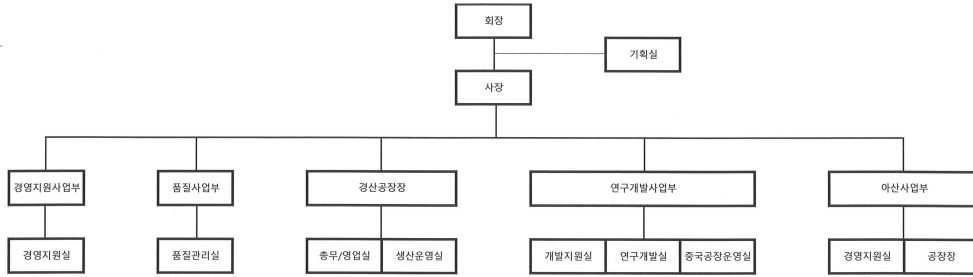 회장
기획실
사장
경영지원사업부
품질사업부
경산공장장
연구개발사업부
아산사업부
경영지원실
품질관리실
총무/영업실
생산운영실
개발지원실
연구개발실
중국공장운영실
경영지원실
공장장